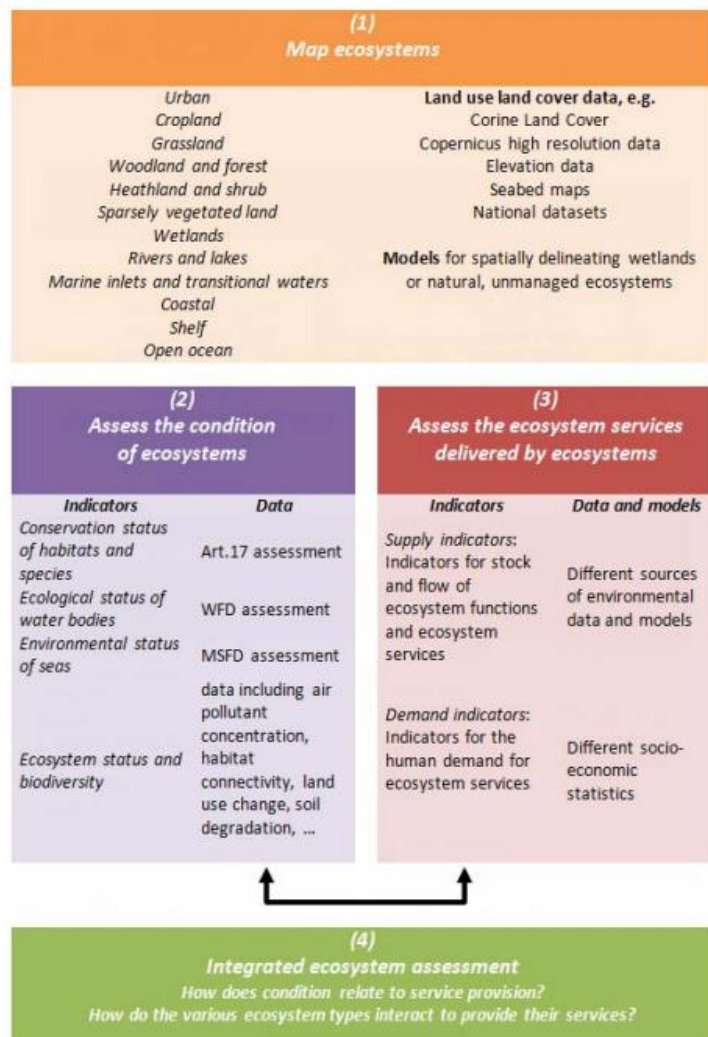 (1)
Map ecosystems
Urban
Cropland
Grassland
Woodland and forest
Heathland and shrub
Sparsely vegetated land
Wetlands
Rivers and lakes
Marine inlets and transitional waters
Coastal
Shelf
Open ocean
Land use land cover data, e.g.
Corine Land Cover
Copernicus high resolution data
Elevation data
Seabed maps
National datasets
Models for spatially delineating wetlands
or natural, unmanaged ecosystems
(2)
Assess the condition
of ecosystems
Indicators
Data
Conservation status
of habitats and
species
Art.17 assessment
Ecological status of
water bodies
WFD assessment
Environmental status
of seas
MSFD assessment
Ecosystem status and
biodiversity
data including air
pollutant
concentration,
habitat
connectivity, land
use change, soil
degradation, ...
(3)
Assess the ecosystem services
delivered by ecosystems
Indicators
Data and models
Supply indicators:
Indicators for stock
and flow of
ecosystem functions
and ecosystem
services
Different sources
of environmental
data and models
Demand indicators:
Indicators for the
human demand for
ecosystem services
Different socio-
economic
statistics
(4)
Integrated ecosystem assessment
How does condition relate to service provision?
How do the various ecosystem types interact to provide their services?